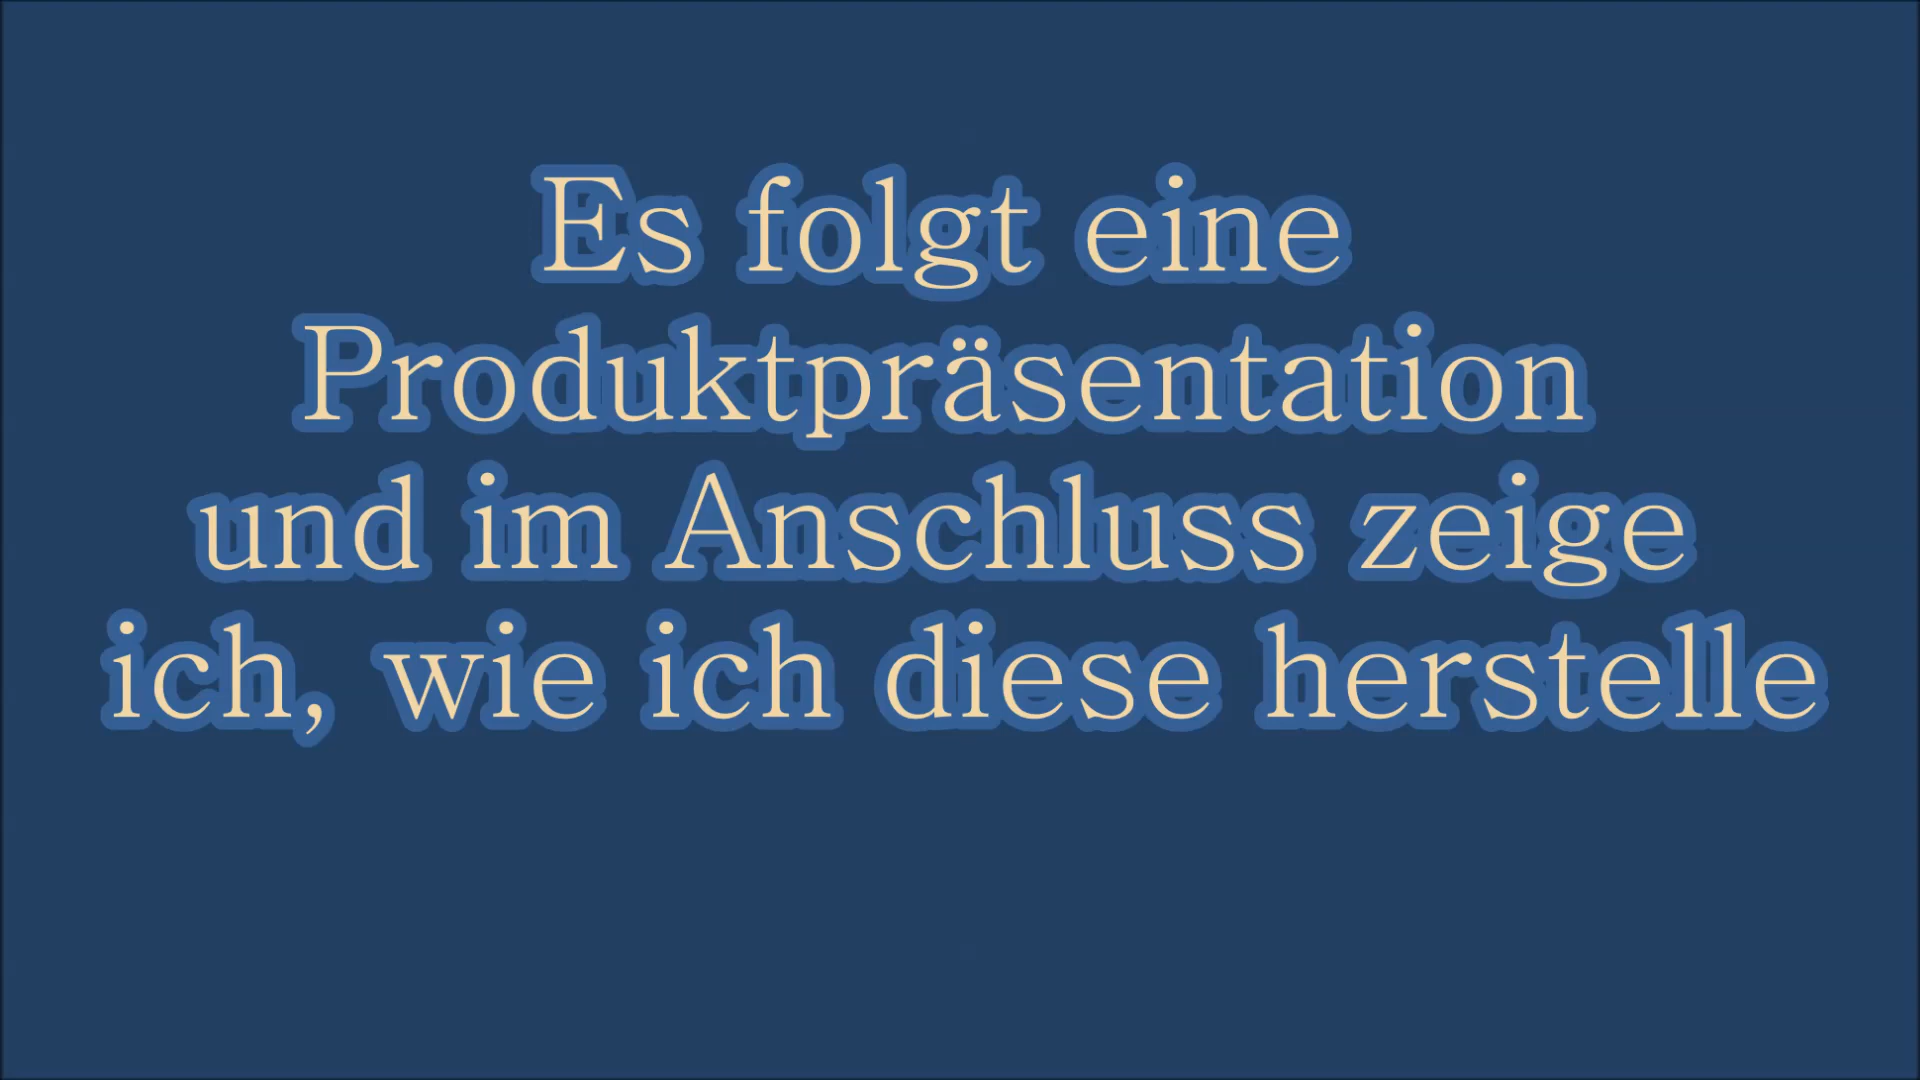 Es folgt eine
Produktpräsentation
und im Anschluss zeige
ich, wie ich diese herstelle